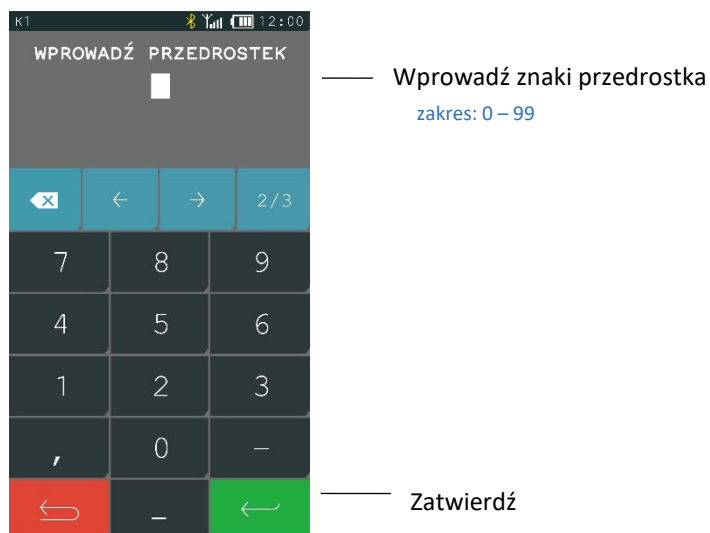 K1 12:00
WPROWADŹ PRZEDROSTEK
Wprowadź znaki przedrostka
zakres: 0 – 99
← → 2/3
7 8 9
4 5 6
1 2 3
, 0 –
_
Zatwierdź